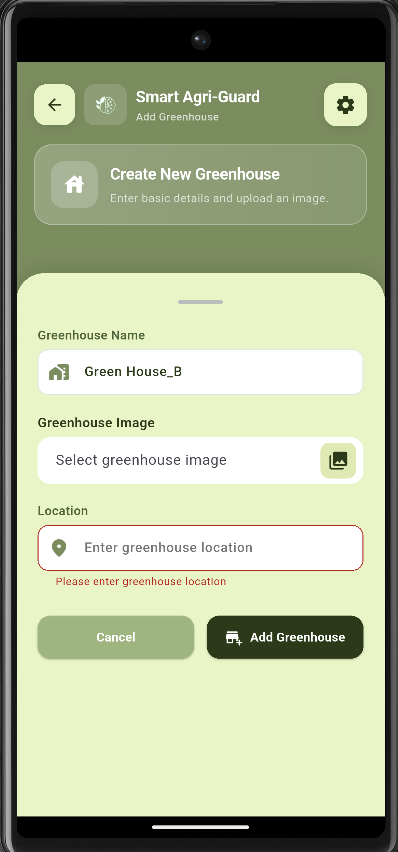 Smart Agri-Guard
Add Greenhouse
Create New Greenhouse
Enter basic details and upload an image.
Greenhouse Name
Green House_B
Greenhouse Image
Select greenhouse image
Location
Enter greenhouse location
Please enter greenhouse location
Cancel
Add Greenhouse